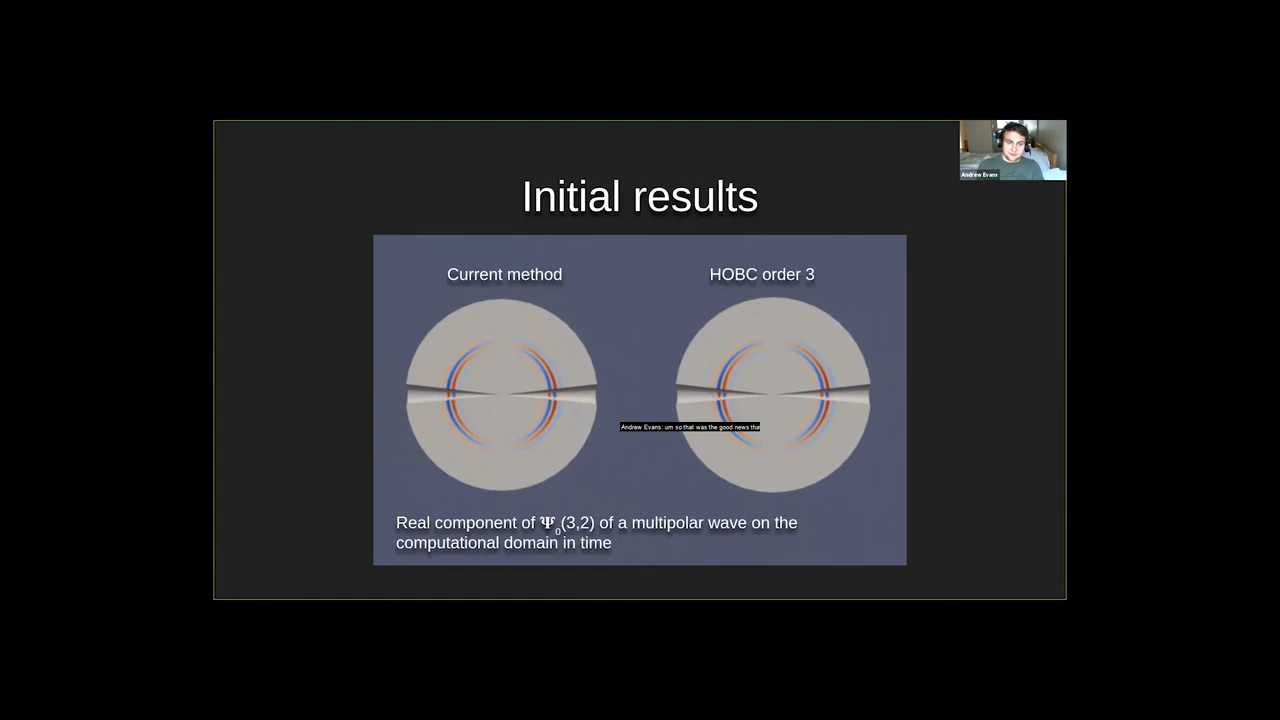 Andrew Evans
Initial results
Current method
HOBC order 3
Andrew Evans: um so that was the good news that
Real component of Ψ₀(3,2) of a multipolar wave on the
computational domain in time